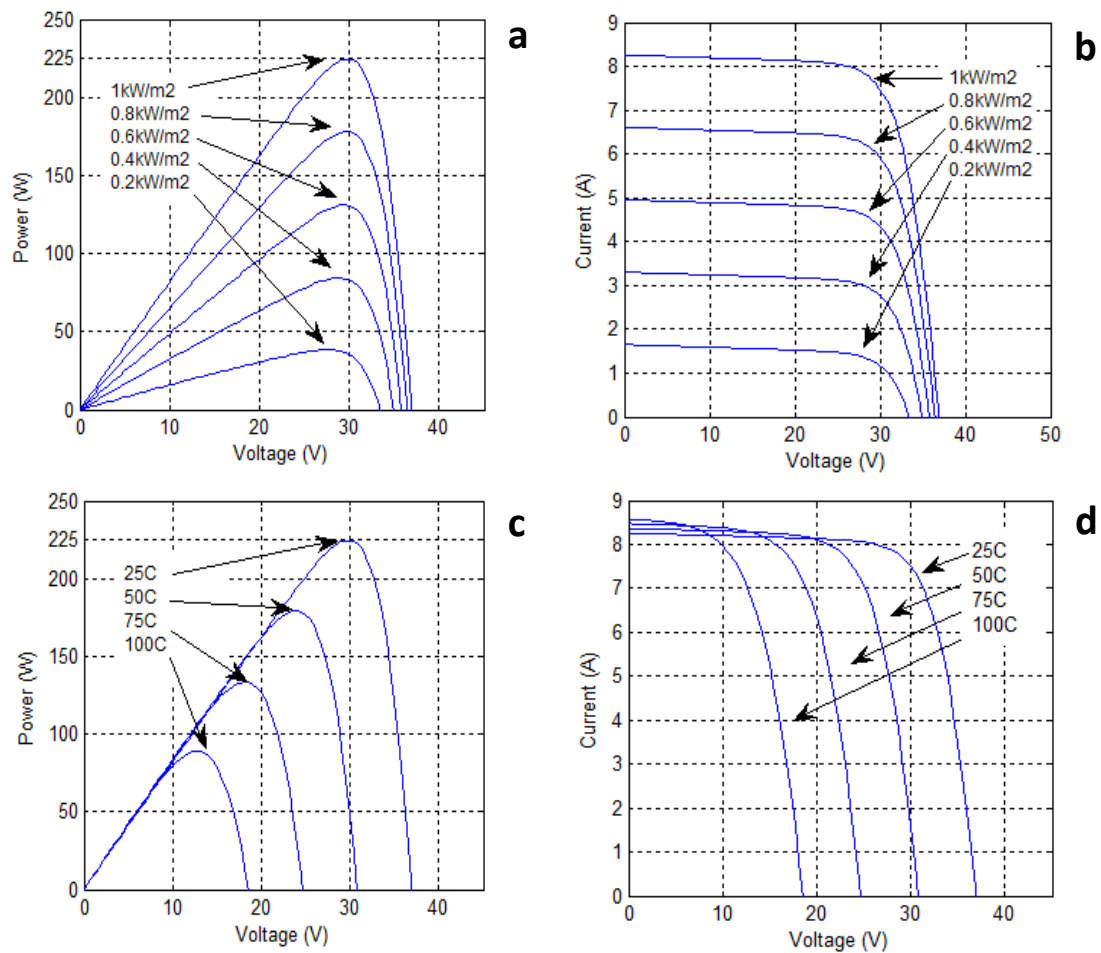 a
250
225
200
150
100
50
0
1kW/m2
0.8kW/m2
0.6kW/m2
0.4kW/m2
0.2kW/m2
Power (W)
0 10 20 30 40
Voltage (V)
b
9
8
7
6
5
4
3
2
1
0
1kW/m2
0.8kW/m2
0.6kW/m2
0.4kW/m2
0.2kW/m2
Current (A)
0 10 20 30 40 50
Voltage (V)
c
250
225
200
150
100
50
0
25C
50C
75C
100C
Power (W)
0 10 20 30 40
Voltage (V)
d
9
8
7
6
5
4
3
2
1
0
25C
50C
75C
100C
Current (A)
0 10 20 30 40
Voltage (V)